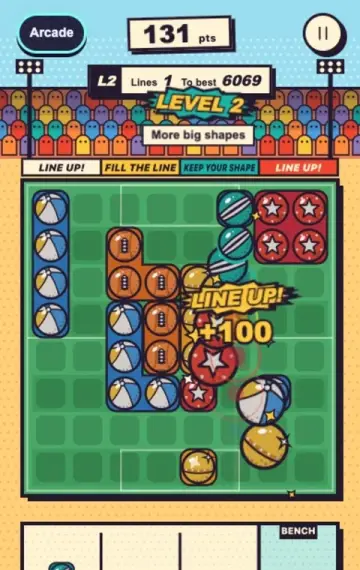 Arcade
131 pts
L2 Lines 1 To best 6069
LEVEL 2
More big shapes
LINE UP! FILL THE LINE KEEP YOUR SHAPE LINE UP!
LINE UP!
+100
BENCH